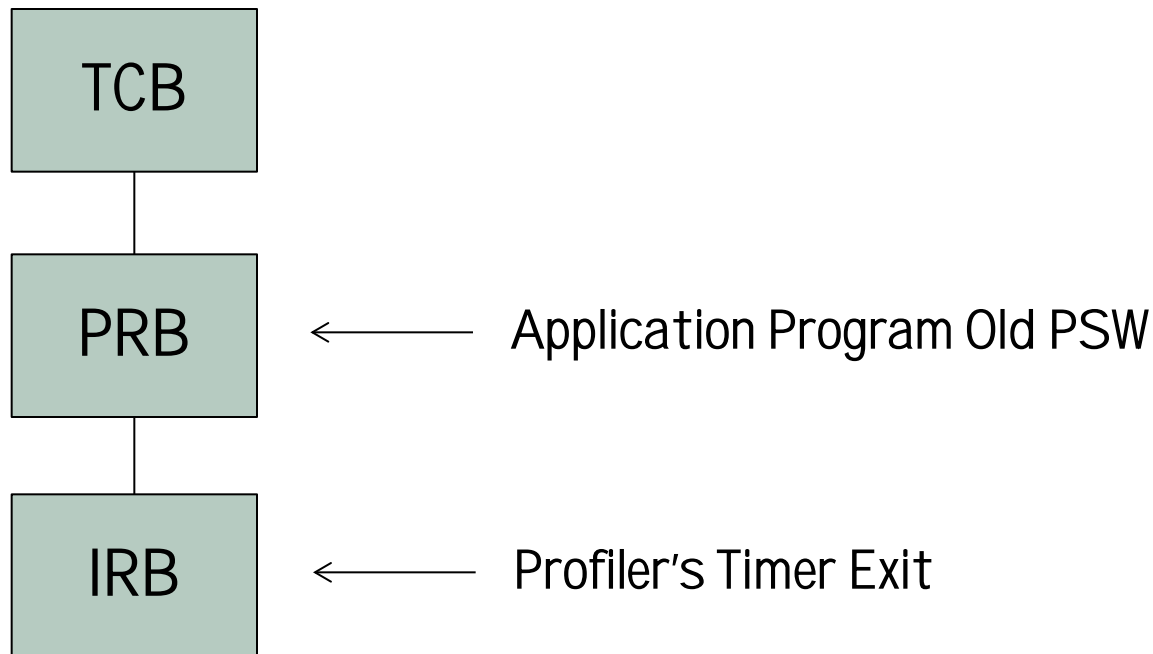 TCB
PRB
Application Program Old PSW
IRB
Profiler's Timer Exit